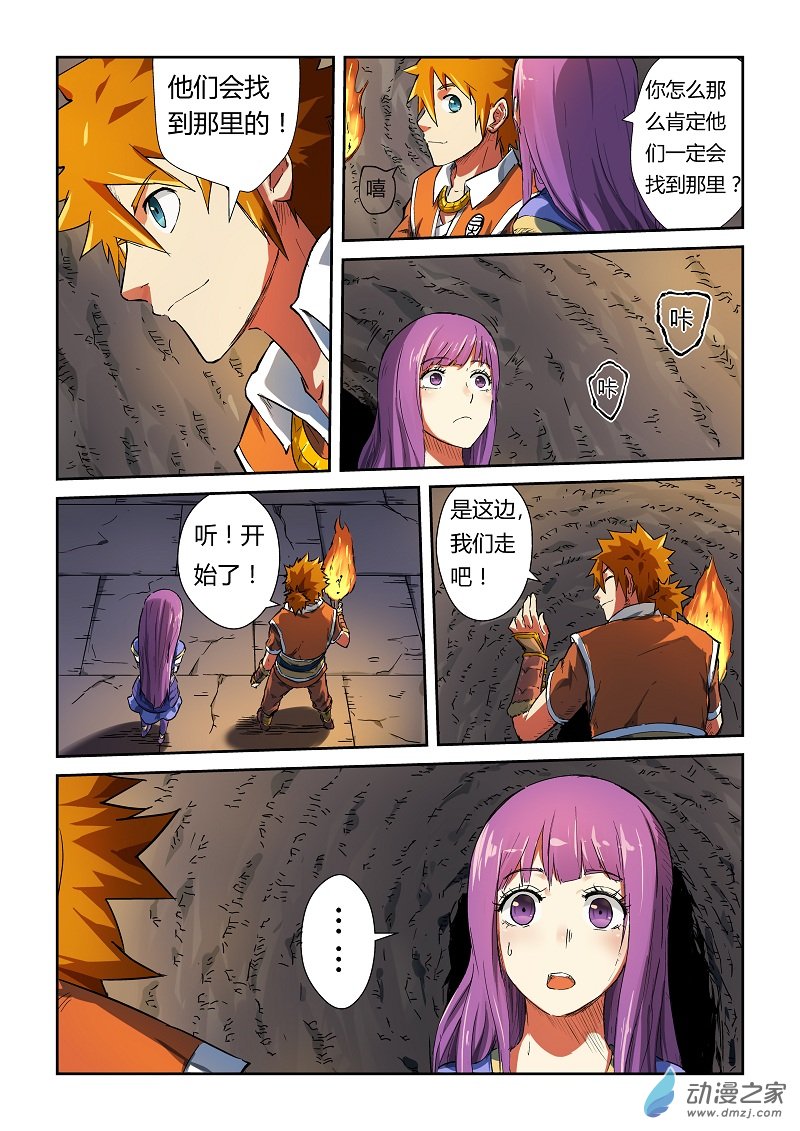 他们会找
到那里的！
嘻
你怎么那
么肯定他
们一定会
找到那里？
咔
咔
听！开
始了！
是这边，
我们走
吧！
……
动漫之家
www.dmzj.com